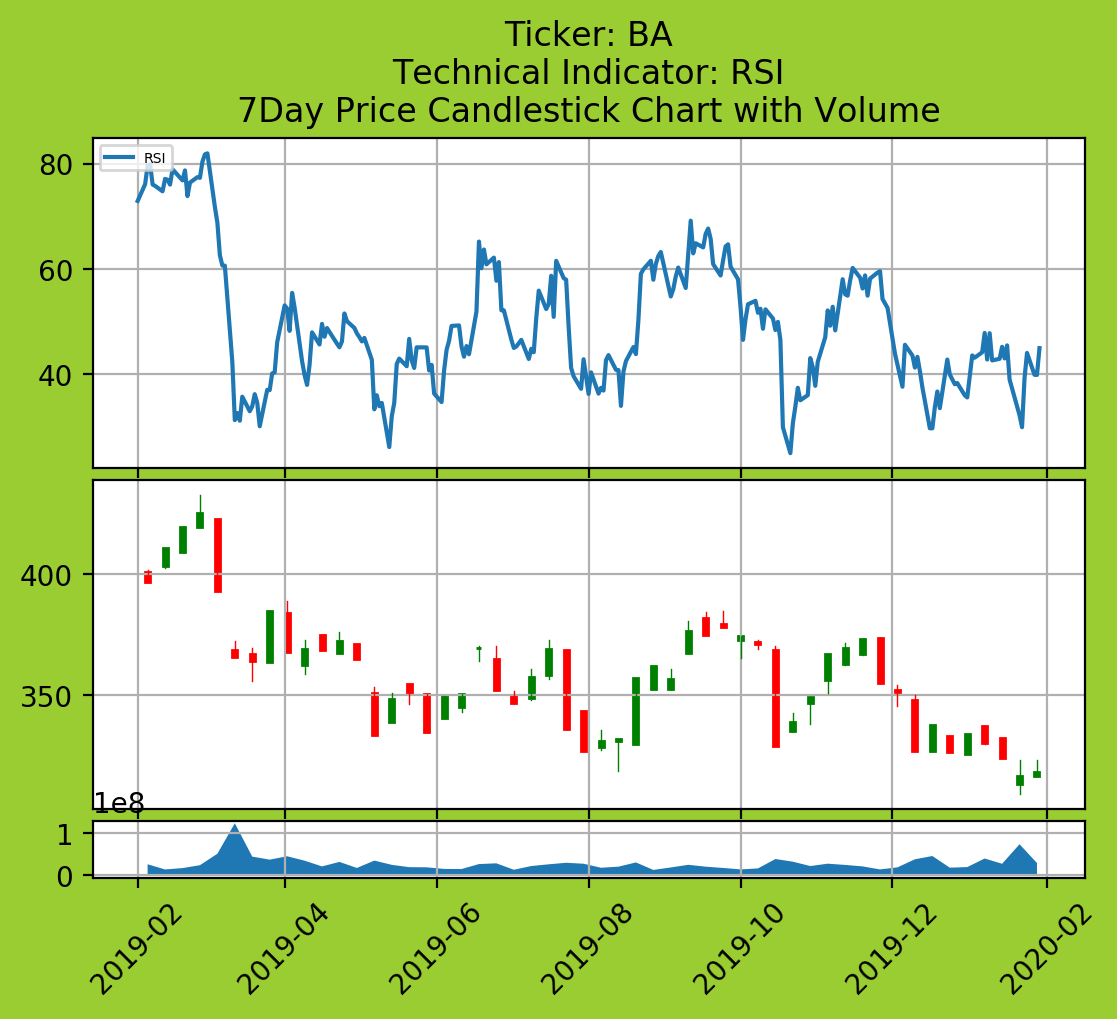 Ticker: BA
Technical Indicator: RSI
7Day Price Candlestick Chart with Volume
RSI
80
60
40
400
350
1e8
1
0
2019-02
2019-04
2019-06
2019-08
2019-10
2019-12
2020-02